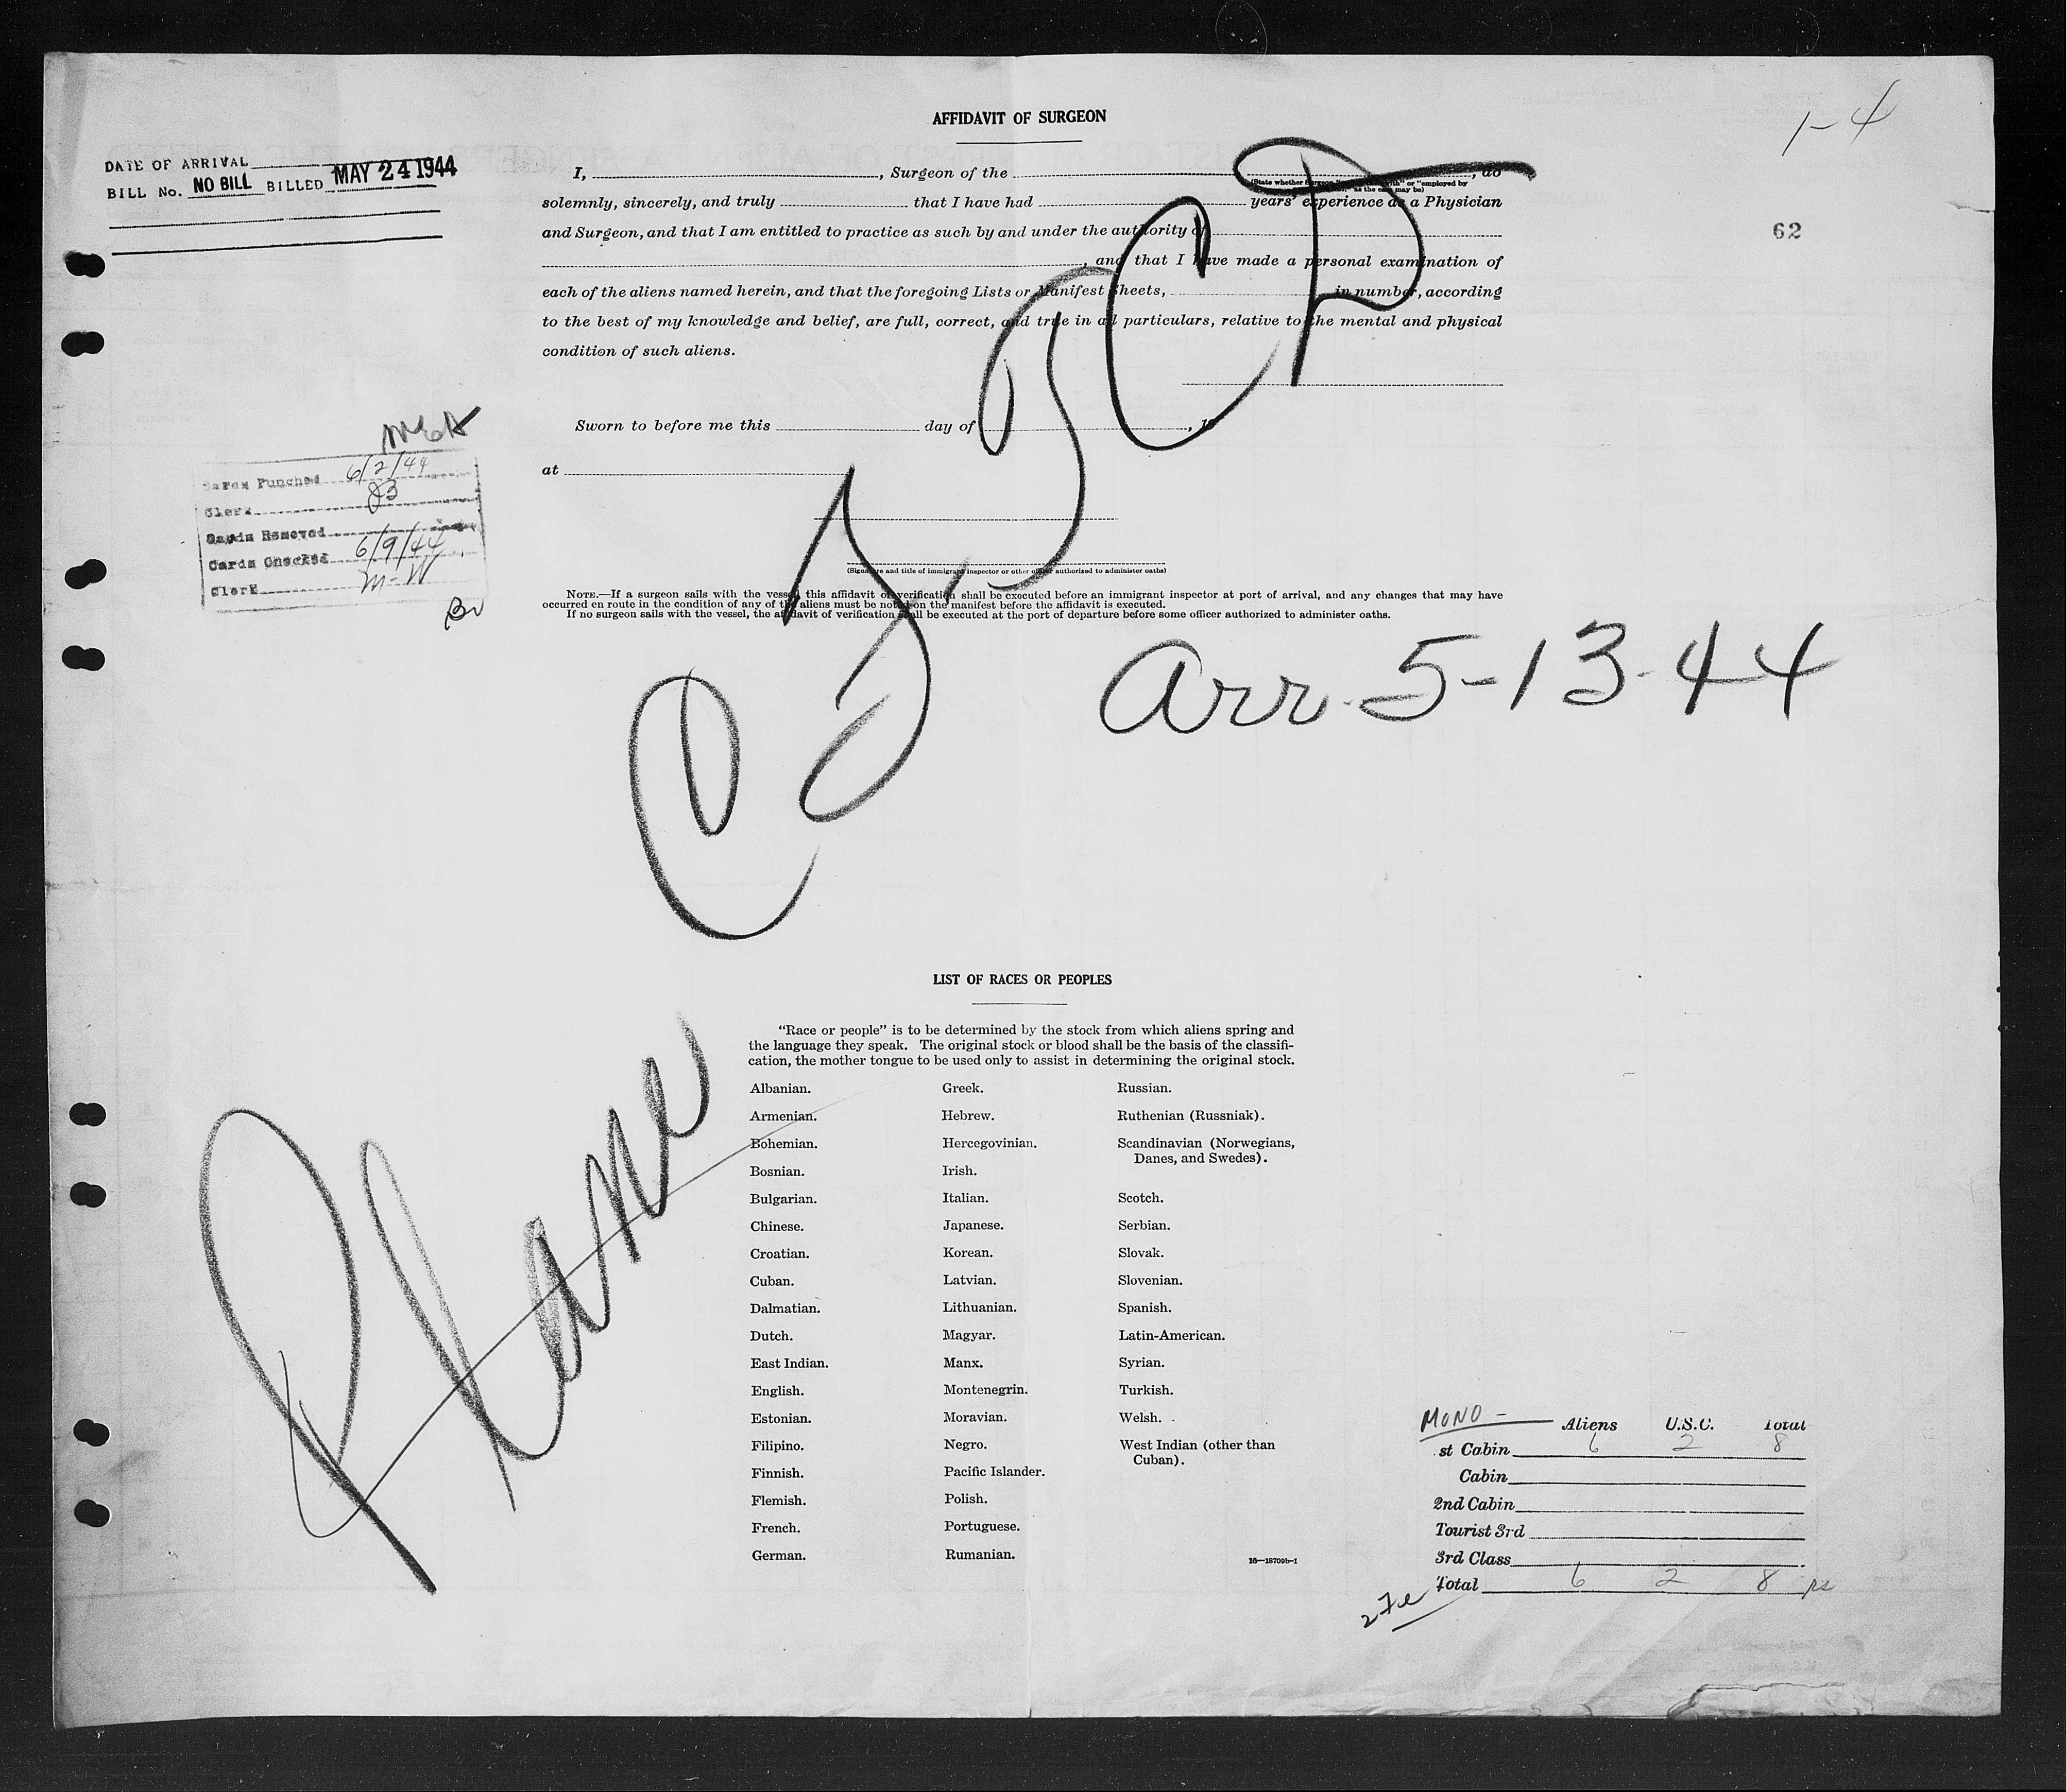 1-4
AFFIDAVIT OF SURGEON
DATE OF ARRIVAL
BILL No. NO BILL BILLED MAY 24 1944
I, , Surgeon of the , do
solemnly, sincerely, and truly that I have had years' experience as a Physician
and Surgeon, and that I am entitled to practice as such by and under the authority of
62
, and that I have made a personal examination of
each of the aliens named herein, and that the foregoing Lists or Manifest Sheets, in number, according
to the best of my knowledge and belief, are full, correct, and true in all particulars, relative to the mental and physical
condition of such aliens.
Sworn to before me this day of , 19
at
Cards Punched 6/2/44
Clerk
Cards Removed
Cards Checked 6/9/44
Clerk M-W
(Signature and title of immigrant inspector or other officer authorized to administer oaths)
NOTE.—If a surgeon sails with the vessel, this affidavit of verification shall be executed before an immigrant inspector at port of arrival, and any changes that may have
occurred en route in the condition of any of the aliens must be noted on the manifest before the affidavit is executed.
If no surgeon sails with the vessel, the affidavit of verification shall be executed at the port of departure before some officer authorized to administer oaths.
Arr. 5-13-44
LIST OF RACES OR PEOPLES
"Race or people" is to be determined by the stock from which aliens spring and
the language they speak. The original stock or blood shall be the basis of the classifi-
cation, the mother tongue to be used only to assist in determining the original stock.
Plane
Albanian. Greek. Russian.
Armenian. Hebrew. Ruthenian (Russniak).
Bohemian. Hercegovinian. Scandinavian (Norwegians,
Danes, and Swedes).
Bosnian. Irish.
Bulgarian. Italian. Scotch.
Chinese. Japanese. Serbian.
Croatian. Korean. Slovak.
Cuban. Latvian. Slovenian.
Dalmatian. Lithuanian. Spanish.
Dutch. Magyar. Latin-American.
East Indian. Manx. Syrian.
English. Montenegrin. Turkish.
Estonian. Moravian. Welsh.
Filipino. Negro. West Indian (other than
Cuban).
Finnish. Pacific Islander.
Flemish. Polish.
French. Portuguese.
German. Rumanian.
16—18709b-1
MONO - Aliens U.S.C. Total
st Cabin 6 2 8
Cabin
2nd Cabin
Tourist 3rd
3rd Class
Total 6 2 8